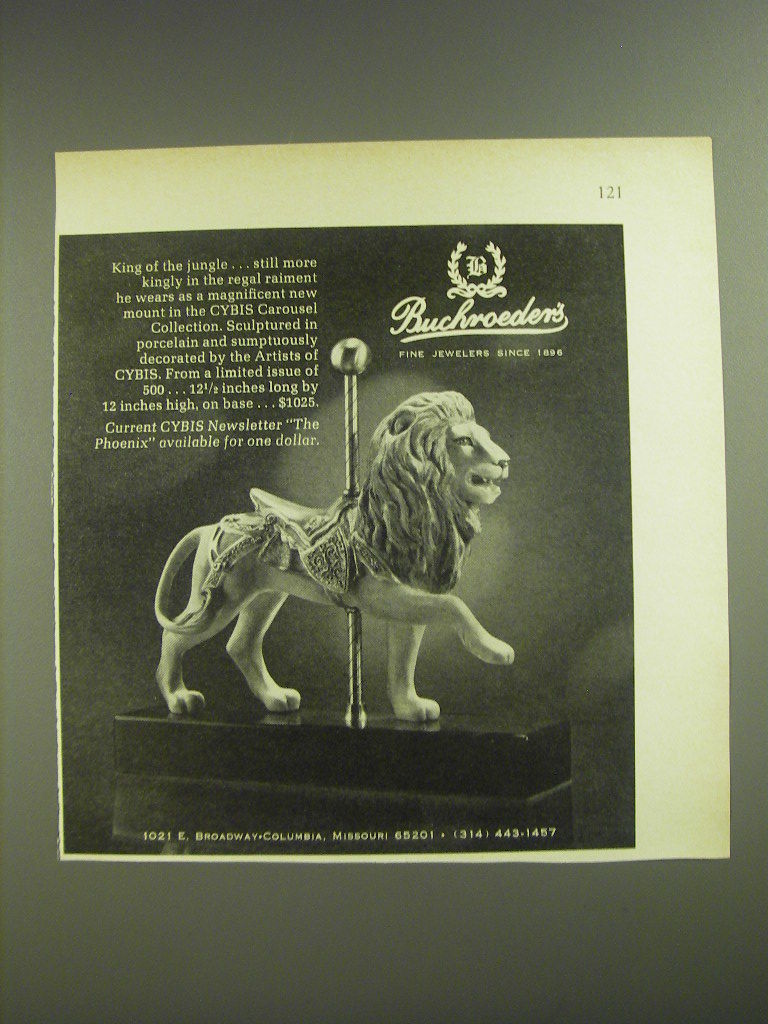 121
King of the jungle . . . still more
kingly in the regal raiment
he wears as a magnificent new
mount in the CYBIS Carousel
Collection. Sculptured in
porcelain and sumptuously
decorated by the Artists of
CYBIS. From a limited issue of
500 . . . 12 1/2 inches long by
12 inches high, on base . . . $1025.
Current CYBIS Newsletter "The
Phoenix" available for one dollar.
B
Buchroeder's
FINE JEWELERS SINCE 1896
1021 E. BROADWAY•COLUMBIA, MISSOURI 65201 • (314) 443-1457